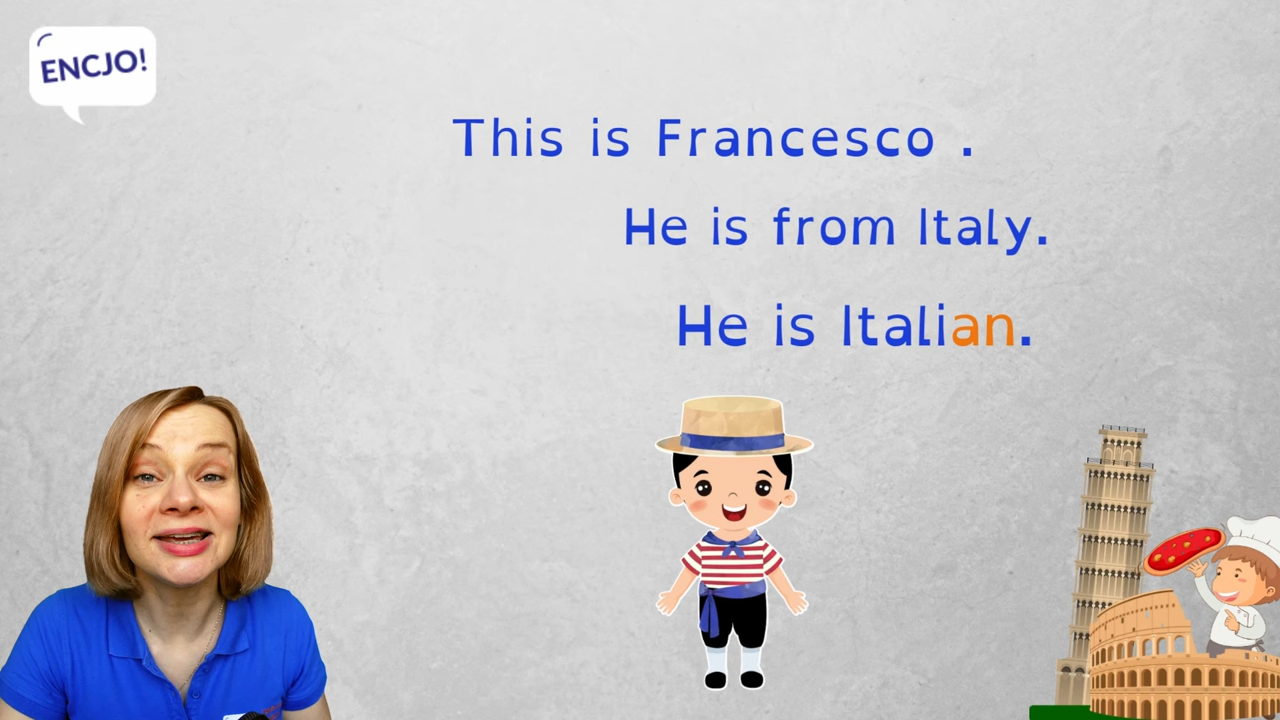 ENCJO!
This is Francesco .
He is from Italy.
He is Italian.